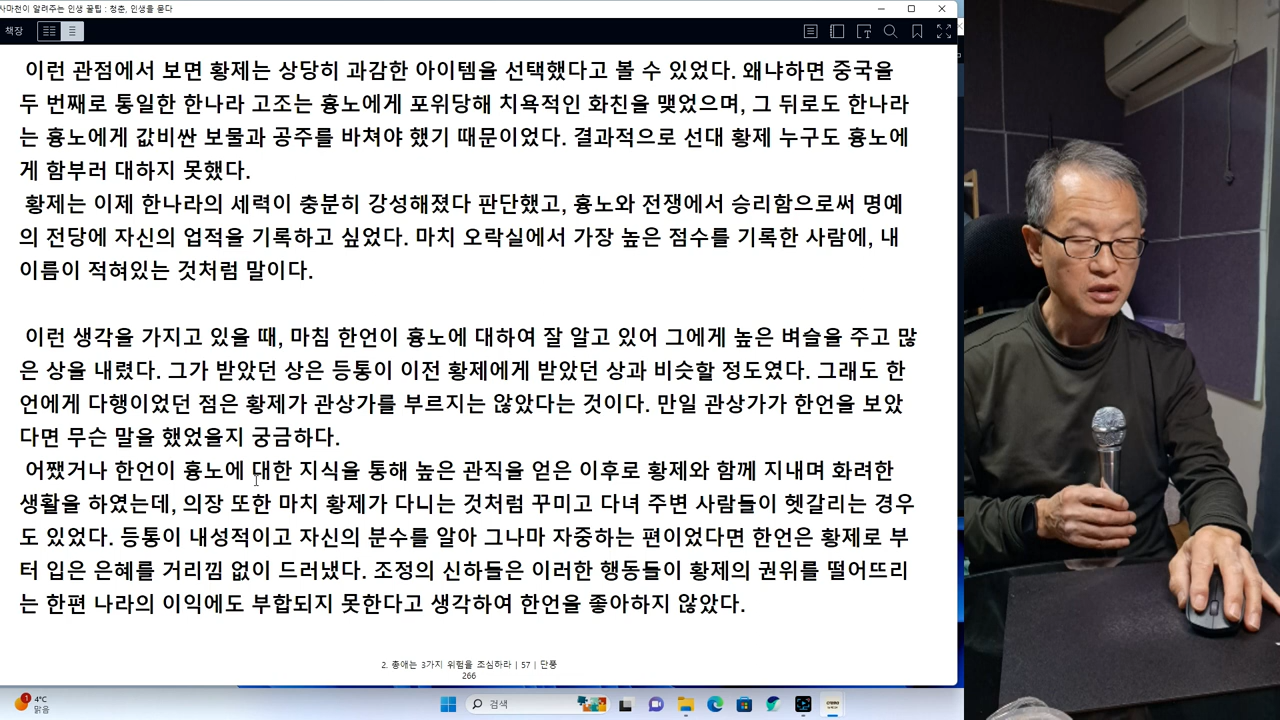 사마천이 알려주는 인생 꿀팁 : 청춘, 인생을 묻다
책장
이런 관점에서 보면 황제는 상당히 과감한 아이템을 선택했다고 볼 수 있었다. 왜냐하면 중국을
두 번째로 통일한 한나라 고조는 흉노에게 포위당해 치욕적인 화친을 맺었으며, 그 뒤로도 한나라
는 흉노에게 값비싼 보물과 공주를 바쳐야 했기 때문이었다. 결과적으로 선대 황제 누구도 흉노에
게 함부러 대하지 못했다.
황제는 이제 한나라의 세력이 충분히 강성해졌다 판단했고, 흉노와 전쟁에서 승리함으로써 명예
의 전당에 자신의 업적을 기록하고 싶었다. 마치 오락실에서 가장 높은 점수를 기록한 사람에, 내
이름이 적혀있는 것처럼 말이다.
이런 생각을 가지고 있을 때, 마침 한언이 흉노에 대하여 잘 알고 있어 그에게 높은 벼슬을 주고 많
은 상을 내렸다. 그가 받았던 상은 등통이 이전 황제에게 받았던 상과 비슷할 정도였다. 그래도 한
언에게 다행이었던 점은 황제가 관상가를 부르지는 않았다는 것이다. 만일 관상가가 한언을 보았
다면 무슨 말을 했었을지 궁금하다.
어쨌거나 한언이 흉노에 대한 지식을 통해 높은 관직을 얻은 이후로 황제와 함께 지내며 화려한
생활을 하였는데, 의장 또한 마치 황제가 다니는 것처럼 꾸미고 다녀 주변 사람들이 헷갈리는 경우
도 있었다. 등통이 내성적이고 자신의 분수를 알아 그나마 자중하는 편이었다면 한언은 황제로 부
터 입은 은혜를 거리낌 없이 드러냈다. 조정의 신하들은 이러한 행동들이 황제의 권위를 떨어뜨리
는 한편 나라의 이익에도 부합되지 못한다고 생각하여 한언을 좋아하지 않았다.
2. 총애는 3가지 위험을 조심하라 | 57 | 단풍
266
1
4°C
맑음
검색